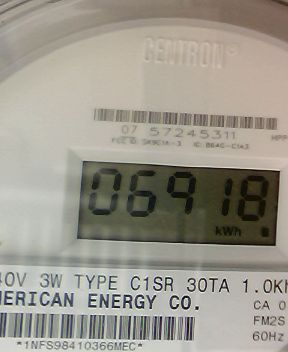 CENTRON®
07 57245311
06918
kWh
40V 3W TYPE C1SR 30TA 1.0Kh
MERICAN ENERGY CO.
CA 0
FM2S
60Hz
*1NFS98410366MEC*